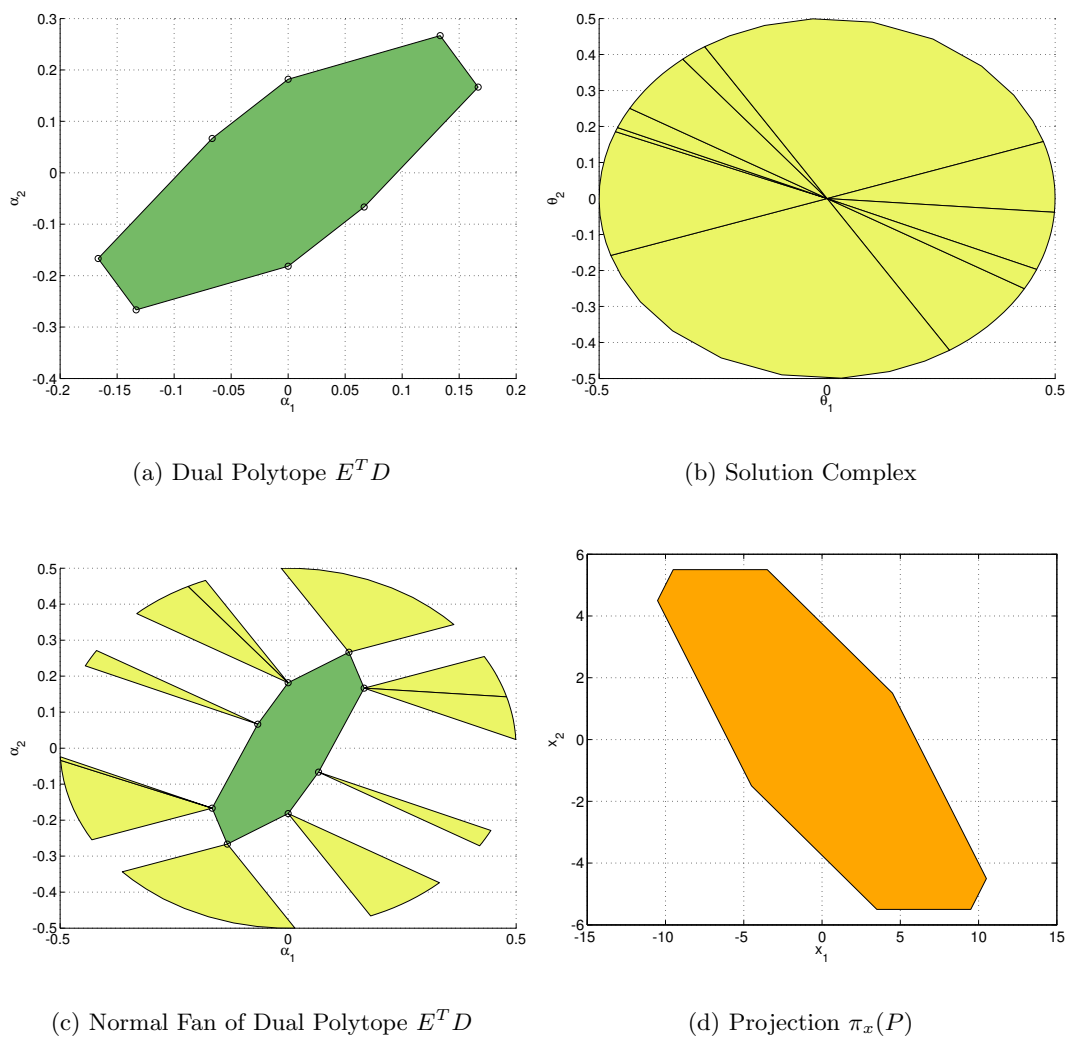 0.3
0.2
0.1
0
-0.1
-0.2
-0.3
-0.4
α2
-0.2 -0.15 -0.1 -0.05 0 0.05 0.1 0.15 0.2
α1
(a) Dual Polytope E^T D
0.5
0.4
0.3
0.2
0.1
0
-0.1
-0.2
-0.3
-0.4
-0.5
θ2
-0.5 0 0.5
θ1
(b) Solution Complex
0.5
0.4
0.3
0.2
0.1
0
-0.1
-0.2
-0.3
-0.4
-0.5
α2
-0.5 0 0.5
α1
(c) Normal Fan of Dual Polytope E^T D
6
4
2
0
-2
-4
-6
x2
-15 -10 -5 0 5 10 15
x1
(d) Projection π_x(P)